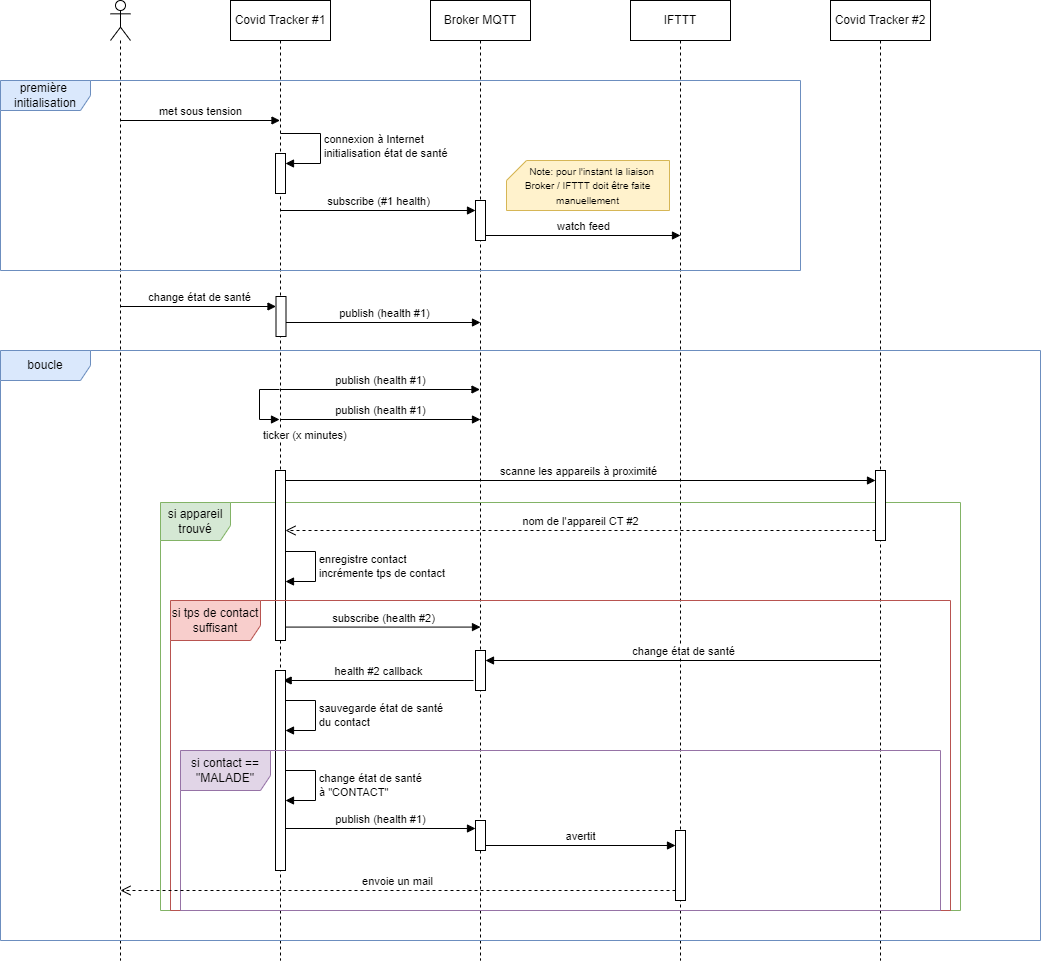 Covid Tracker #1
Broker MQTT
IFTTT
Covid Tracker #2
première
initialisation
met sous tension
connexion à Internet
initialisation état de santé
Note: pour l'instant la liaison
Broker / IFTTT doit être faite
manuellement
subscribe (#1 health)
watch feed
change état de santé
publish (health #1)
boucle
publish (health #1)
publish (health #1)
ticker (x minutes)
scanne les appareils à proximité
si appareil
trouvé
nom de l'appareil CT #2
enregistre contact
incrémente tps de contact
si tps de contact
suffisant
subscribe (health #2)
change état de santé
health #2 callback
sauvegarde état de santé
du contact
si contact ==
"MALADE"
change état de santé
à "CONTACT"
publish (health #1)
avertit
envoie un mail